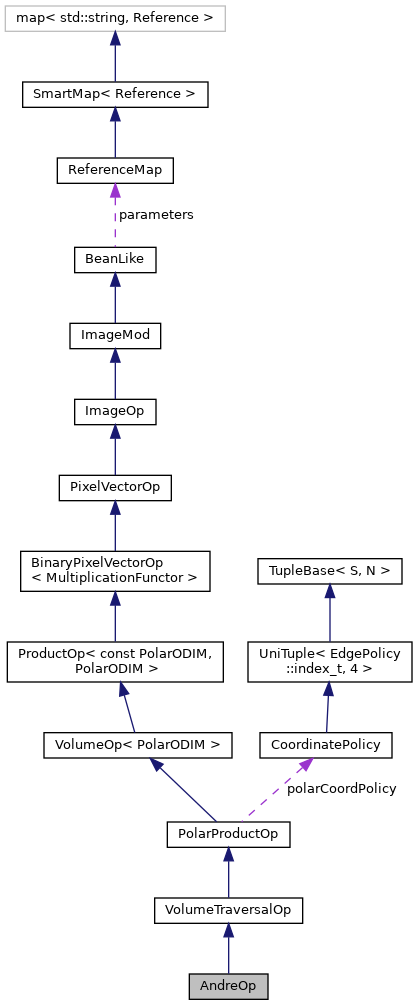 map< std::string, Reference >
SmartMap< Reference >
ReferenceMap
parameters
BeanLike
ImageMod
ImageOp
PixelVectorOp
BinaryPixelVectorOp
< MultiplicationFunctor >
TupleBase< S, N >
ProductOp< const PolarODIM,
PolarODIM >
UniTuple< EdgePolicy
::index_t, 4 >
VolumeOp< PolarODIM >
CoordinatePolicy
polarCoordPolicy
PolarProductOp
VolumeTraversalOp
AndreOp